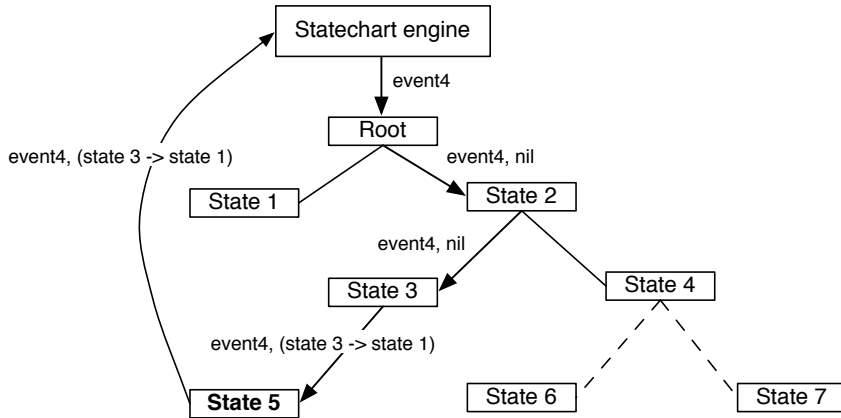 Statechart engine
event4
Root
event4, (state 3 -> state 1)
event4, nil
State 1
State 2
event4, nil
State 3
State 4
event4, (state 3 -> state 1)
State 5
State 6
State 7